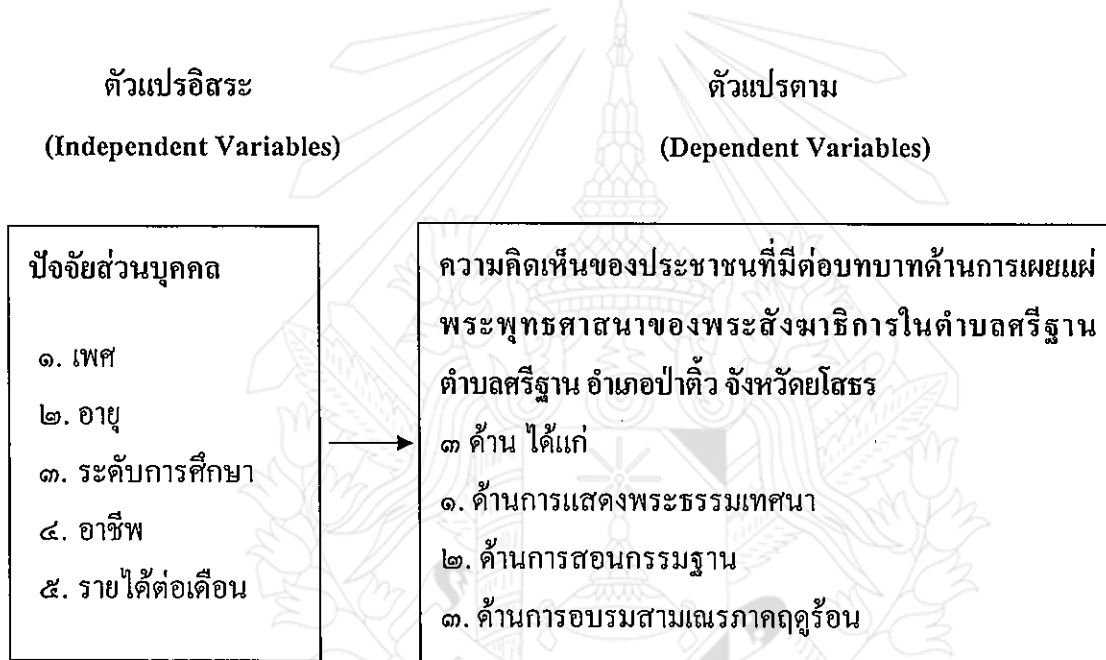 ตัวแปรอิสระ
(Independent Variables)
ตัวแปรตาม
(Dependent Variables)
ปัจจัยส่วนบุคคล
๑. เพศ
๒. อายุ
๓. ระดับการศึกษา
๔. อาชีพ
๕. รายได้ต่อเดือน
ความคิดเห็นของประชาชนที่มีต่อบทบาทด้านการเผยแผ่
พระพุทธศาสนาของพระสังฆาธิการในตำบลศรีฐาน
ตำบลศรีฐาน อำเภอป่าติ้ว จังหวัดยโสธร
๓ ด้าน ได้แก่
๑. ด้านการแสดงพระธรรมเทศนา
๒. ด้านการสอนกรรมฐาน
๓. ด้านการอบรมสามเณรภาคฤดูร้อน